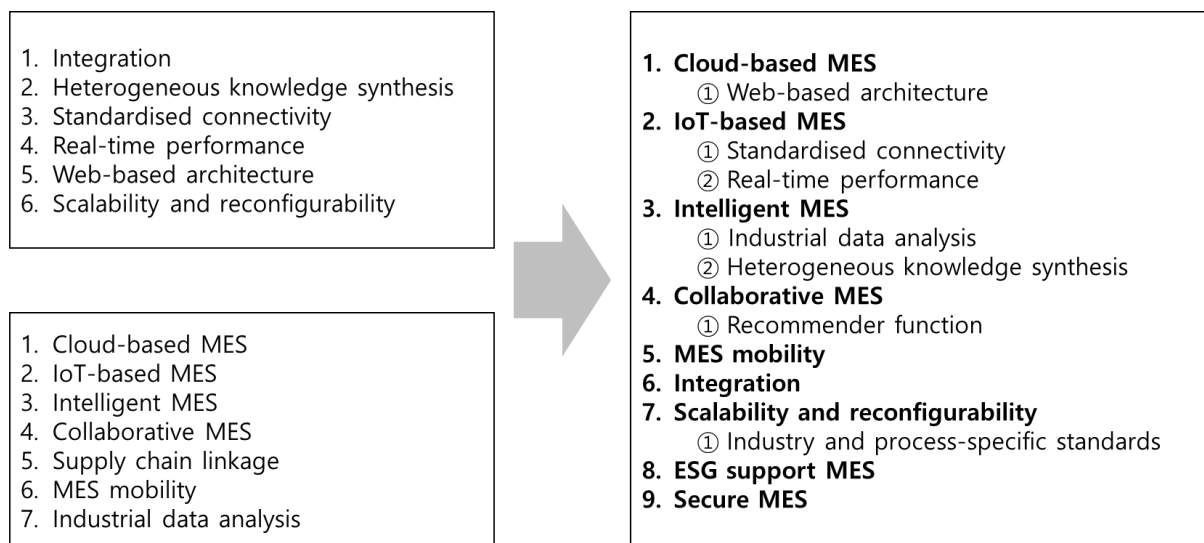 1. Integration
2. Heterogeneous knowledge synthesis
3. Standardised connectivity
4. Real-time performance
5. Web-based architecture
6. Scalability and reconfigurability
1. Cloud-based MES
2. IoT-based MES
3. Intelligent MES
4. Collaborative MES
5. Supply chain linkage
6. MES mobility
7. Industrial data analysis
1. Cloud-based MES
① Web-based architecture
2. IoT-based MES
① Standardised connectivity
② Real-time performance
3. Intelligent MES
① Industrial data analysis
② Heterogeneous knowledge synthesis
4. Collaborative MES
① Recommender function
5. MES mobility
6. Integration
7. Scalability and reconfigurability
① Industry and process-specific standards
8. ESG support MES
9. Secure MES